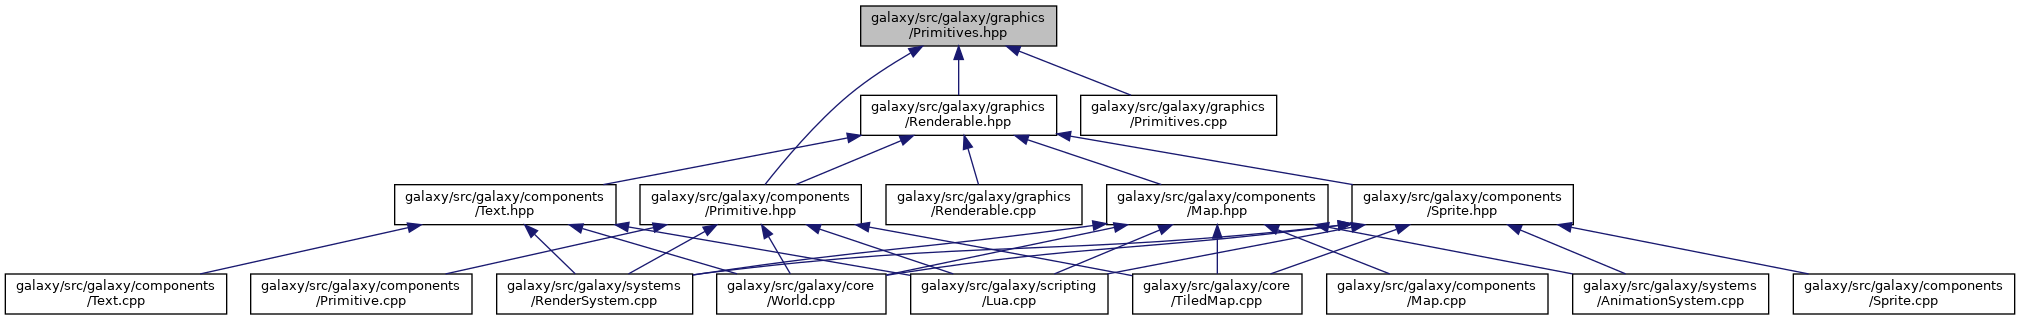 galaxy/src/galaxy/graphics
/Primitives.hpp
galaxy/src/galaxy/graphics
/Renderable.hpp
galaxy/src/galaxy/graphics
/Primitives.cpp
galaxy/src/galaxy/components
/Text.hpp
galaxy/src/galaxy/components
/Primitive.hpp
galaxy/src/galaxy/graphics
/Renderable.cpp
galaxy/src/galaxy/components
/Map.hpp
galaxy/src/galaxy/components
/Sprite.hpp
galaxy/src/galaxy/components
/Text.cpp
galaxy/src/galaxy/components
/Primitive.cpp
galaxy/src/galaxy/systems
/RenderSystem.cpp
galaxy/src/galaxy/core
/World.cpp
galaxy/src/galaxy/scripting
/Lua.cpp
galaxy/src/galaxy/core
/TiledMap.cpp
galaxy/src/galaxy/components
/Map.cpp
galaxy/src/galaxy/systems
/AnimationSystem.cpp
galaxy/src/galaxy/components
/Sprite.cpp